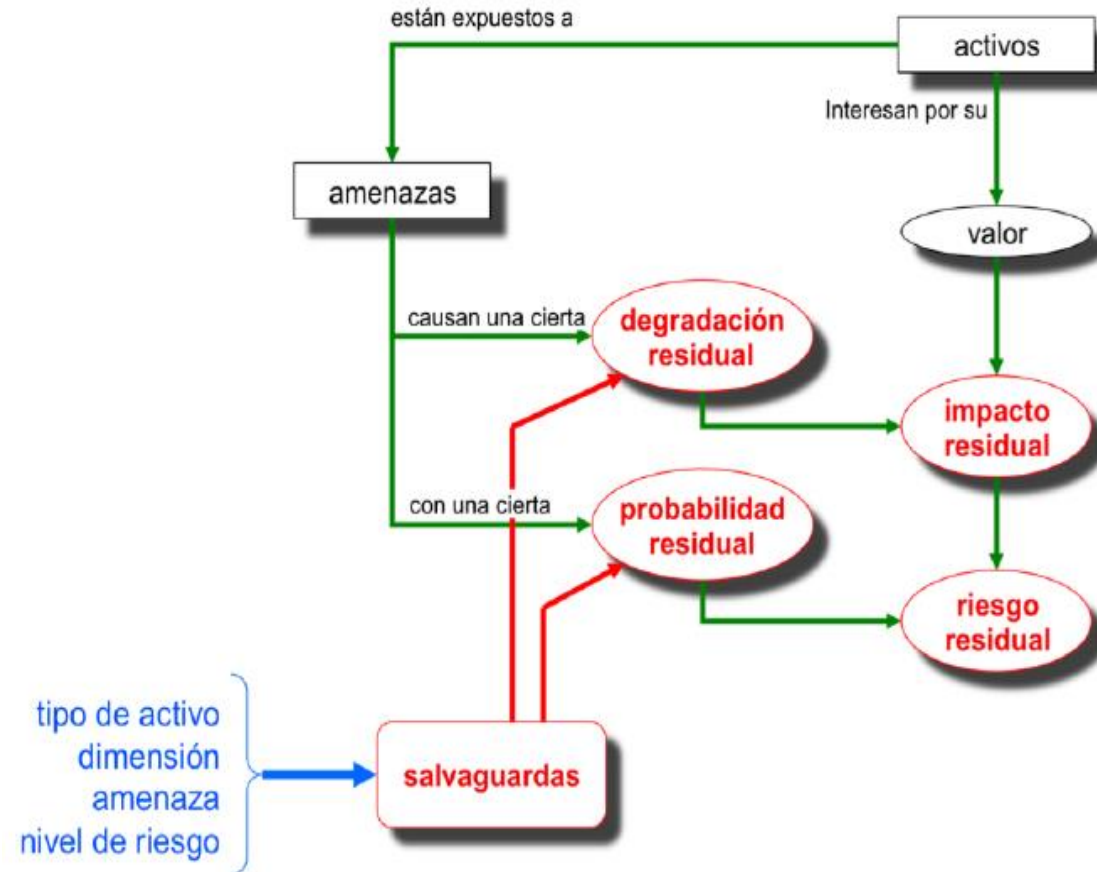 están expuestos a
activos
Interesan por su
amenazas
valor
causan una cierta
degradación
residual
impacto
residual
con una cierta
probabilidad
residual
riesgo
residual
tipo de activo
dimensión
amenaza
nivel de riesgo
salvaguardas